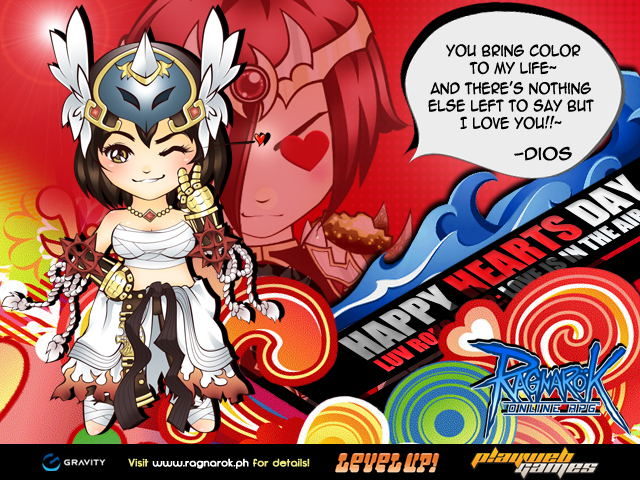 YOU BRING COLOR
TO MY LIFE~
AND THERE'S NOTHING
ELSE LEFT TO SAY BUT
I LOVE YOU!!~
-DIOS
HAPPY HEARTS DAY
LUV RO
LOVE IS IN THE AIR
RAGNARÖK
ONLINE RPG
GRAVITY
Visit www.ragnarok.ph for details!
LEVEL UP!
playweb
games